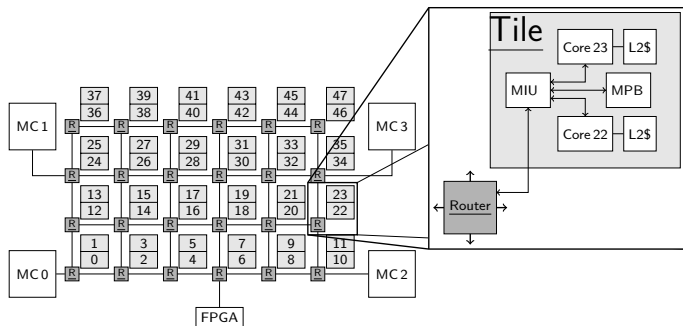 Tile
Core 23
L2$
MIU
MPB
Core 22
L2$
Router
37 39 41 43 45 47
36 38 40 42 44 46
MC 1
MC 3
R R R R R R
25 27 29 31 33 35
24 26 28 30 32 34
R R R R R R
13 15 17 19 21 23
12 14 16 18 20 22
R R R R R R
1 3 5 7 9 11
0 2 4 6 8 10
MC 0
R R R R R R
MC 2
FPGA